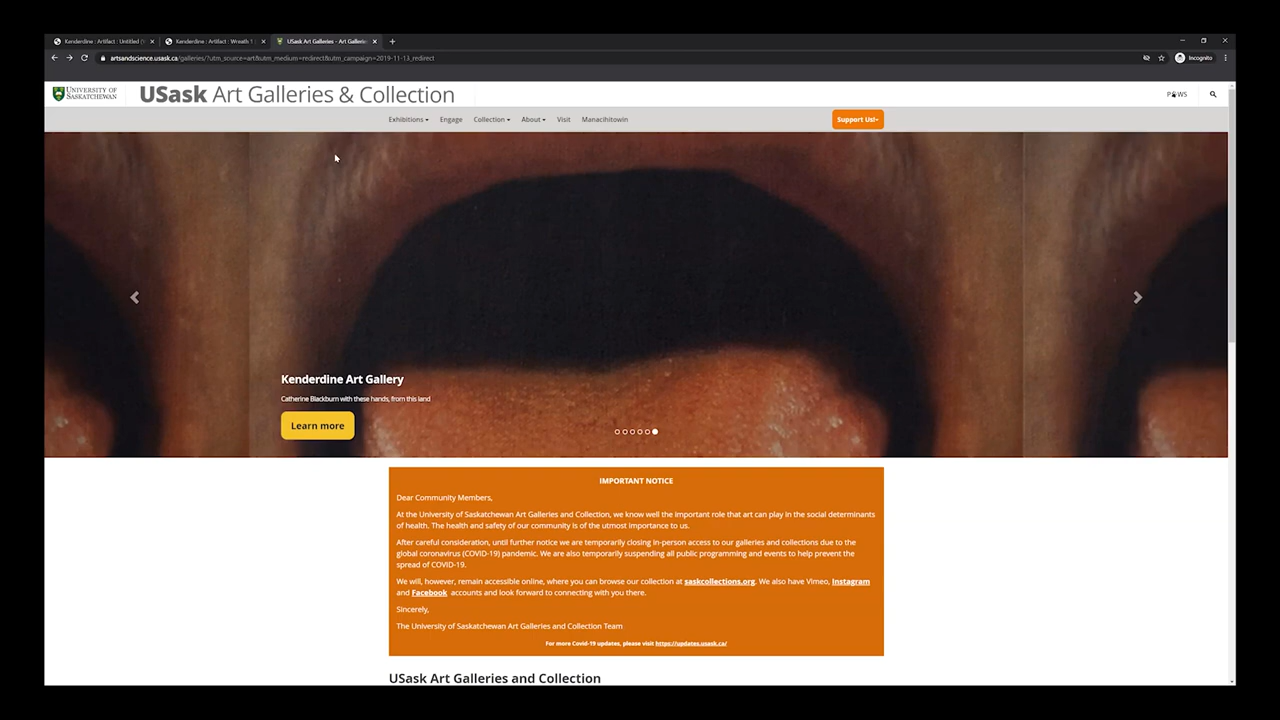 Kenderdine : Artifact : Untitled
Kenderdine : Artifact : Wreath 1
USask Art Galleries - Art Galleries
artsandscience.usask.ca/galleries/?utm_source=art&utm_medium=redirect&utm_campaign=2019-11-13_redirect
Incognito
UNIVERSITY OF
SASKATCHEWAN
USask Art Galleries & Collection
PAWS
Exhibitions Engage Collection About Visit Manacihitowin
Support Us!
Kenderdine Art Gallery
Catherine Blackburn with these hands, from this land
Learn more
IMPORTANT NOTICE
Dear Community Members,
At the University of Saskatchewan Art Galleries and Collection, we know well the important role that art can play in the social determinants
of health. The health and safety of our community is of the utmost importance to us.
After careful consideration, until further notice we are temporarily closing in-person access to our galleries and collections due to the
global coronavirus (COVID-19) pandemic. We are also temporarily suspending all public programming and events to help prevent the
spread of COVID-19.
We will, however, remain accessible online, where you can browse our collection at saskcollections.org. We also have Vimeo, Instagram
and Facebook accounts and look forward to connecting with you there.
Sincerely,
The University of Saskatchewan Art Galleries and Collection Team
For more Covid-19 updates, please visit https://updates.usask.ca/
USask Art Galleries and Collection